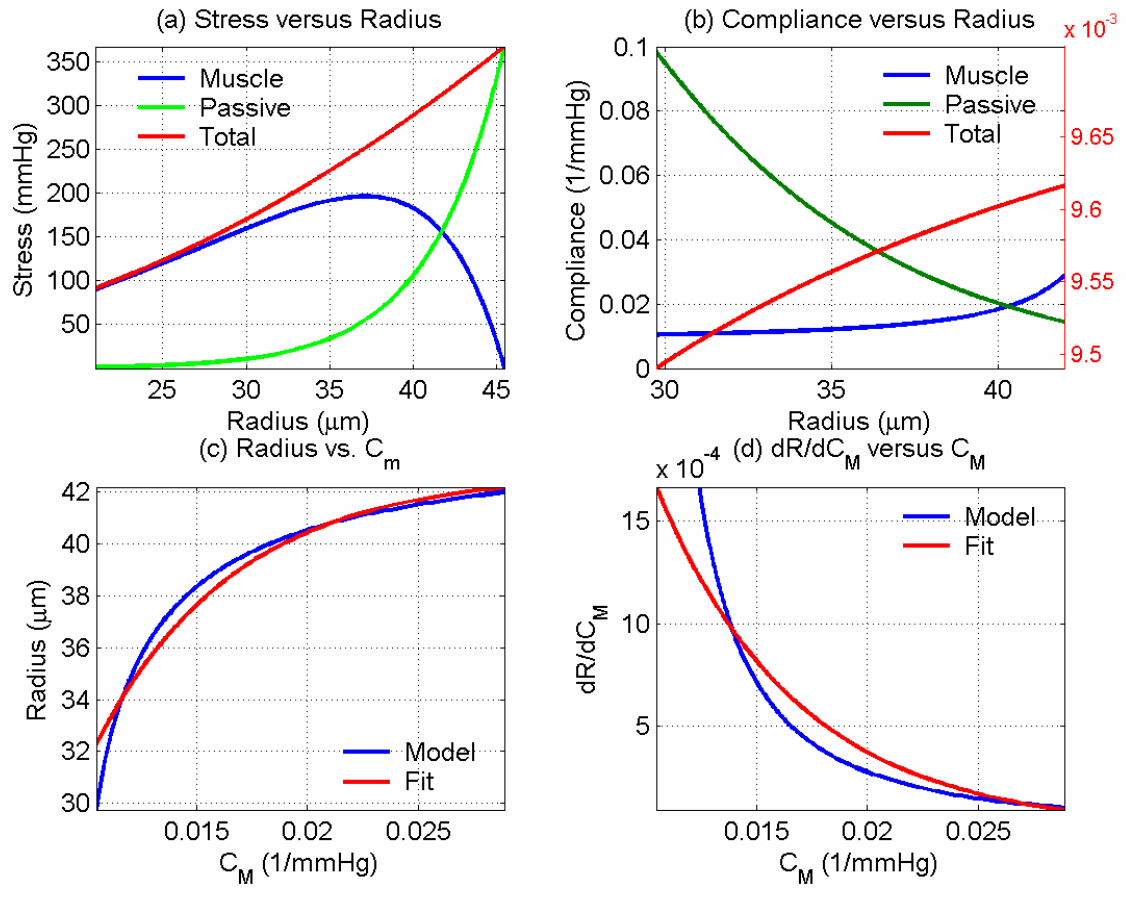 (a) Stress versus Radius
350
300
250
200
150
100
50
Stress (mmHg)
Muscle
Passive
Total
25
30
35
40
45
Radius (μm)
(b) Compliance versus Radius
x 10⁻³
0.1
0.08
0.06
0.04
0.02
0
Compliance (1/mmHg)
Muscle
Passive
Total
9.65
9.6
9.55
9.5
30
35
40
Radius (μm)
(c) Radius vs. Cₘ
42
40
38
36
34
32
30
Radius (μm)
Model
Fit
0.015
0.02
0.025
C_M (1/mmHg)
x 10⁻⁴
(d) dR/dC_M versus C_M
15
10
5
dR/dC_M
Model
Fit
0.015
0.02
0.025
C_M (1/mmHg)